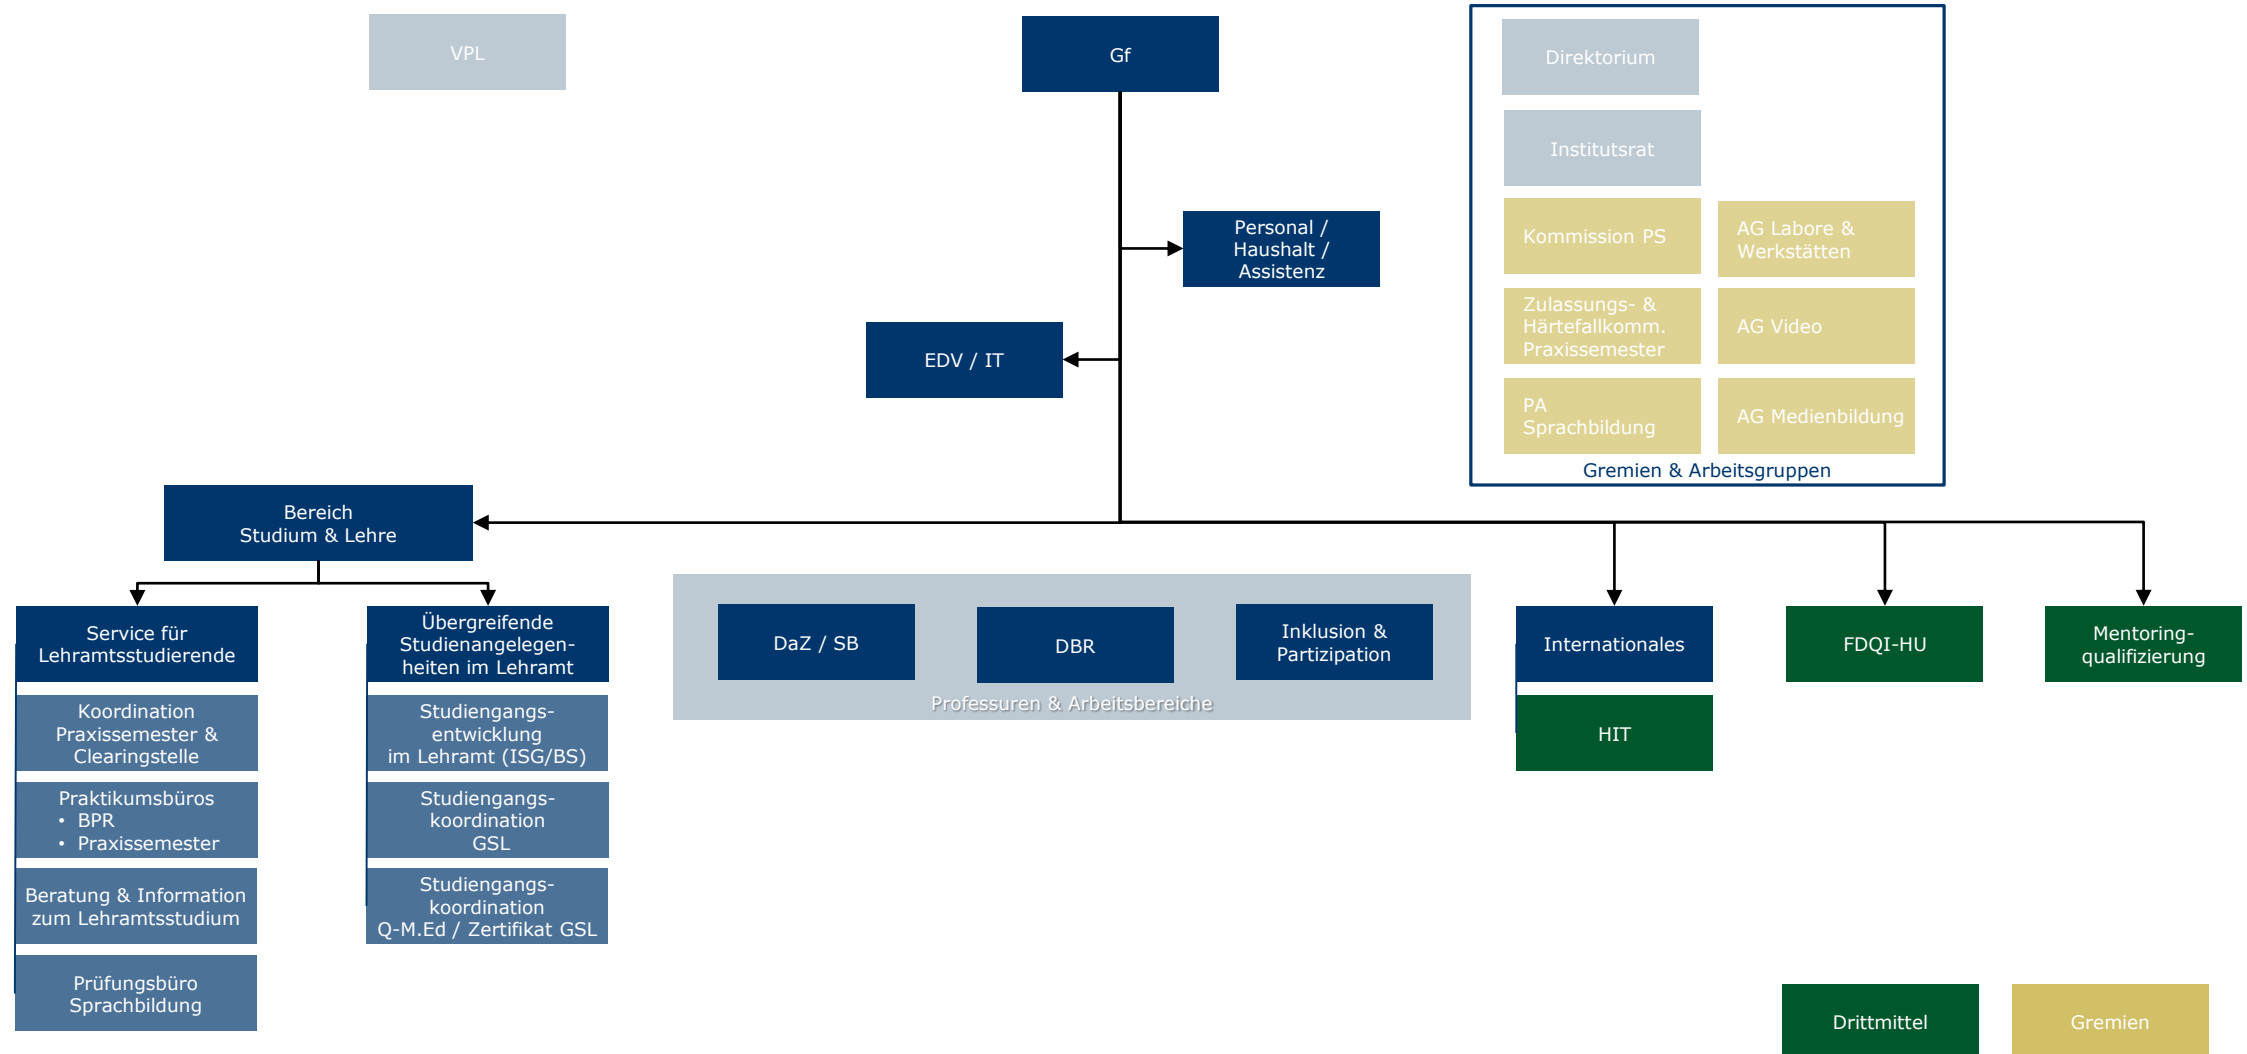 VPL
Gf
Direktorium
Institutsrat
Kommission PS
AG Labore &
Werkstätten
Zulassungs- &
Härtefallkomm.
Praxissemester
AG Video
PA
Sprachbildung
AG Medienbildung
Gremien & Arbeitsgruppen
Personal /
Haushalt /
Assistenz
EDV / IT
Bereich
Studium & Lehre
Service für
Lehramtsstudierende
Koordination
Praxissemester &
Clearingstelle
Praktikumsbüros
• BPR
• Praxissemester
Beratung & Information
zum Lehramtsstudium
Prüfungsbüro
Sprachbildung
Übergreifende
Studienangelegen-
heiten im Lehramt
Studiengangs-
entwicklung
im Lehramt (ISG/BS)
Studiengangs-
koordination
GSL
Studiengangs-
koordination
Q-M.Ed / Zertifikat GSL
DaZ / SB
DBR
Inklusion &
Partizipation
Professuren & Arbeitsbereiche
Internationales
HIT
FDQI-HU
Mentoring-
qualifizierung
Drittmittel
Gremien